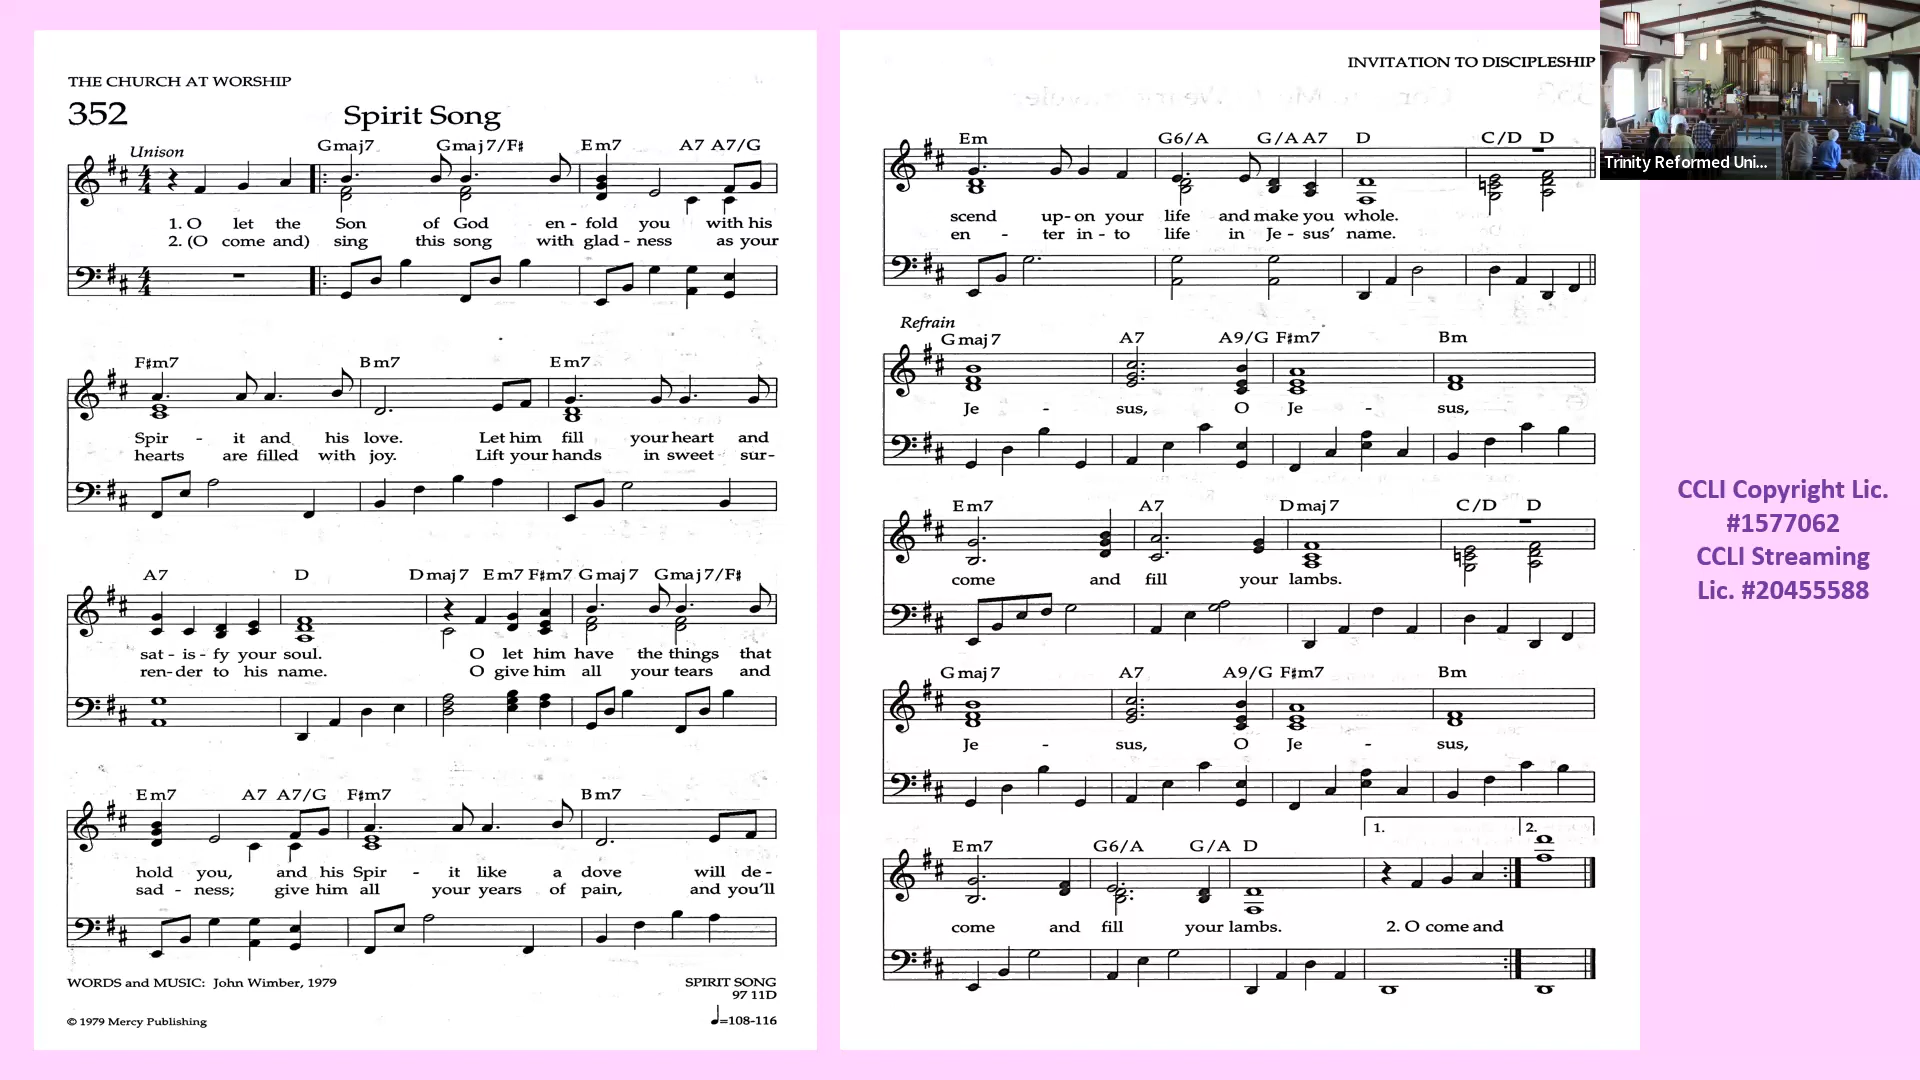 THE CHURCH AT WORSHIP
352
Spirit Song
Unison
Gmaj7 Gmaj7/F♯ Em7 A7 A7/G
1. O let the Son of God en - fold you with his
2. (O come and) sing this song with glad - ness as your
F♯m7 Bm7 Em7
Spir - it and his love. Let him fill your heart and
hearts are filled with joy. Lift your hands in sweet sur-
A7 D Dmaj7 Em7 F♯m7 Gmaj7 Gmaj7/F♯
sat - is - fy your soul. O let him have the things that
ren- der to his name. O give him all your tears and
Em7 A7 A7/G F♯m7 Bm7
hold you, and his Spir - it like a dove will de -
sad - ness; give him all your years of pain, and you'll
WORDS and MUSIC: John Wimber, 1979
SPIRIT SONG
97 11D
© 1979 Mercy Publishing
♩=108-116
INVITATION TO DISCIPLESHIP
Em G6/A G/A A7 D C/D D
scend up - on your life and make you whole.
en - ter in - to life in Je - sus' name.
Refrain
Gmaj7 A7 A9/G F♯m7 Bm
Je - sus, O Je - sus,
Em7 A7 Dmaj7 C/D D
come and fill your lambs.
Gmaj7 A7 A9/G F♯m7 Bm
Je - sus, O Je - sus,
1. 2.
Em7 G6/A G/A D
come and fill your lambs. 2. O come and
Trinity Reformed Uni...
CCLI Copyright Lic.
#1577062
CCLI Streaming
Lic. #20455588